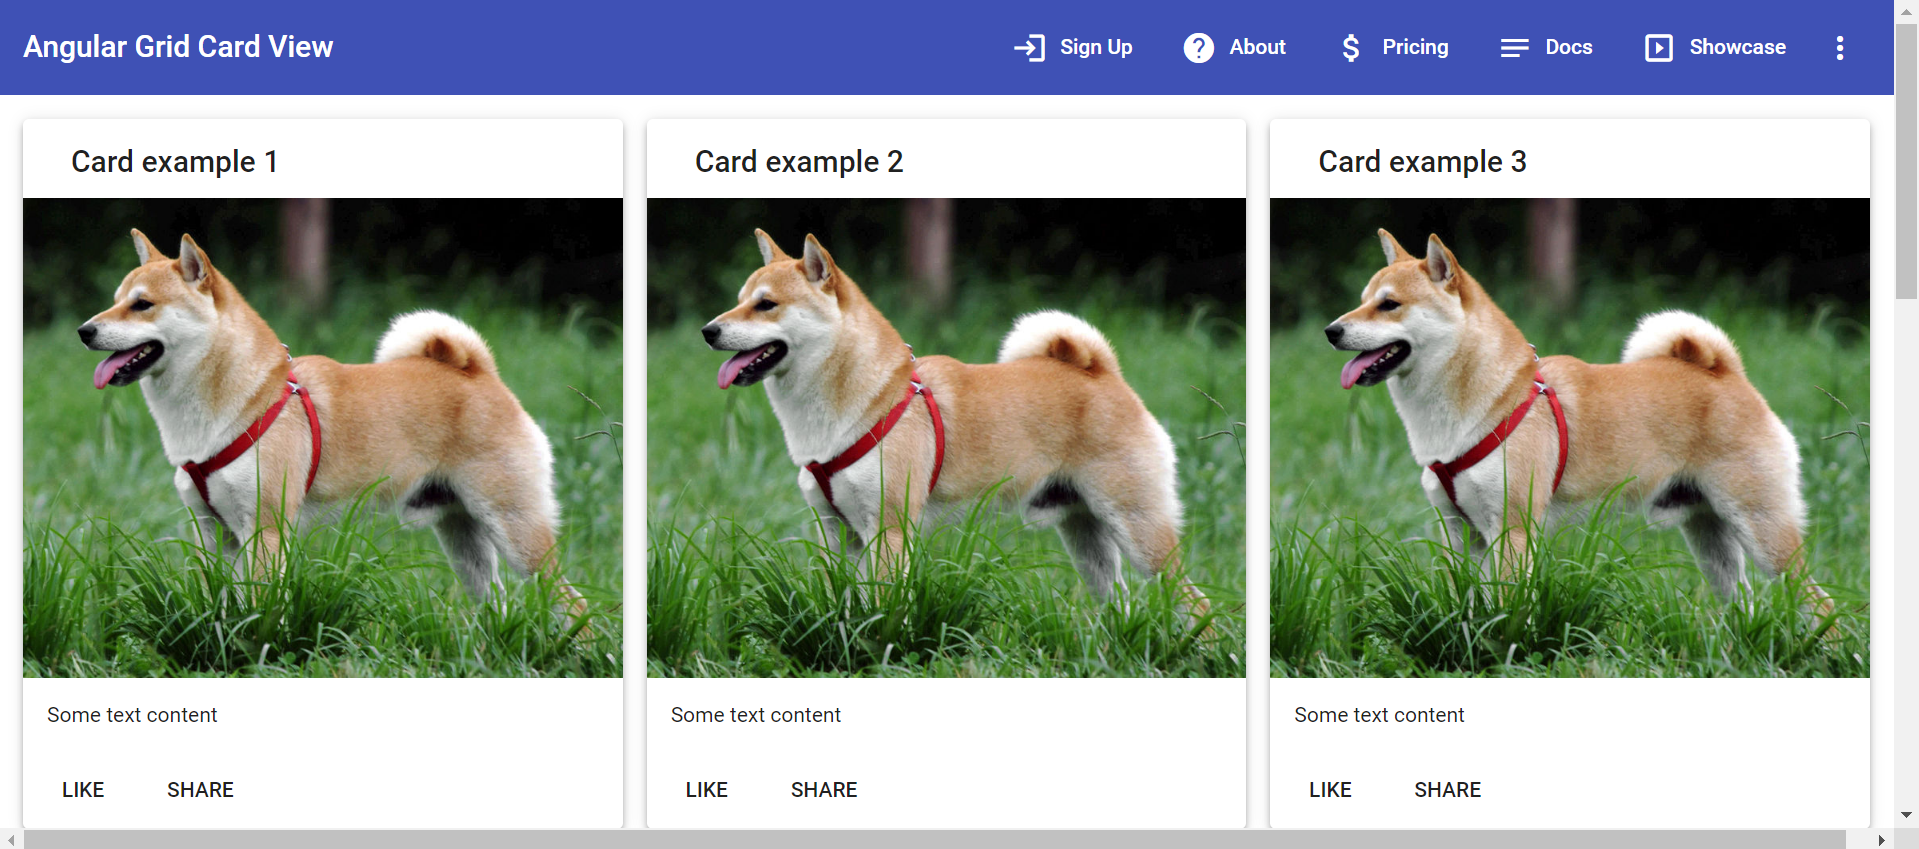 Angular Grid Card View
Sign Up
About
Pricing
Docs
Showcase
Card example 1
Card example 2
Card example 3
Some text content
Some text content
Some text content
LIKE SHARE
LIKE SHARE
LIKE SHARE